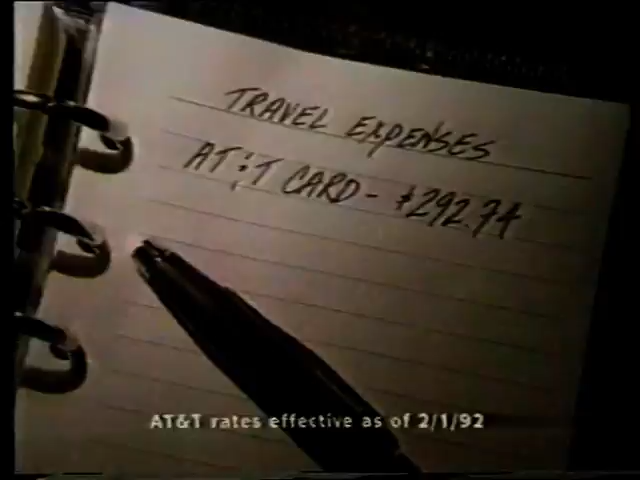 TRAVEL EXPENSES
AT&T CARD - $292.74
AT&T rates effective as of 2/1/92